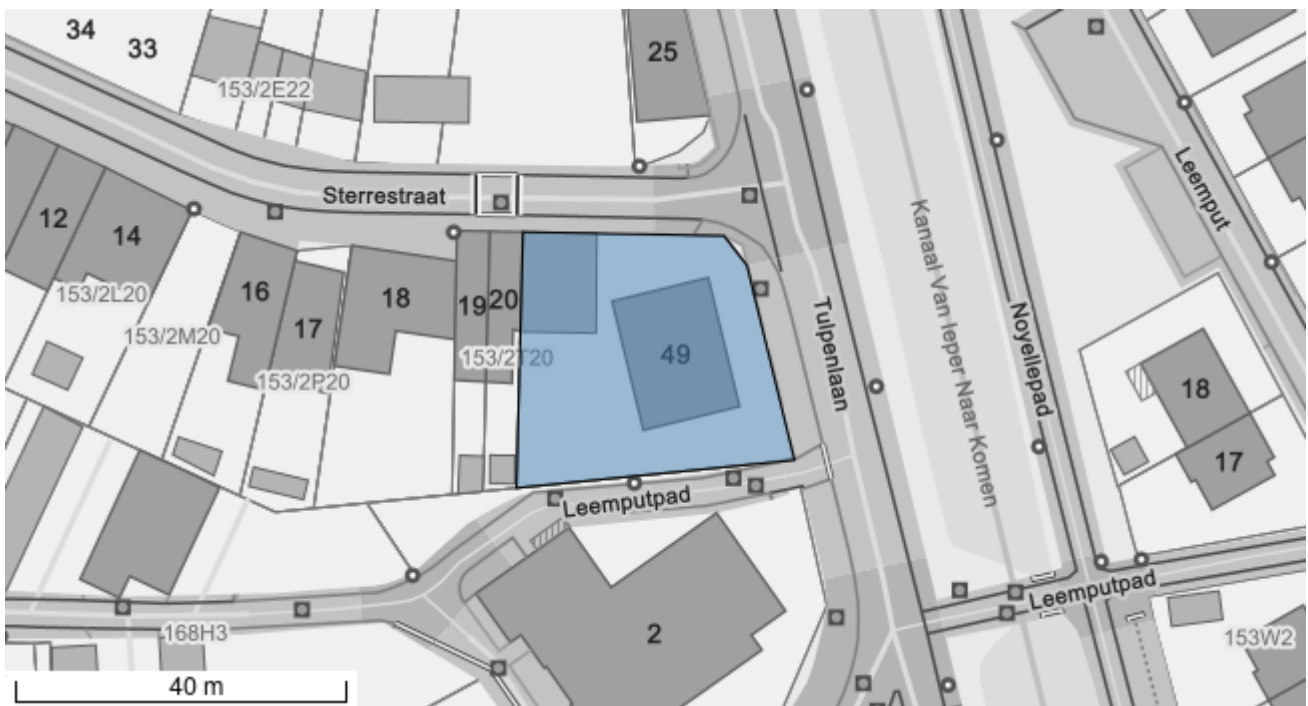 34
33
25
153/2E22
Sterrestraat
Leemput
12
14
16
17
18
19
20
153/2L20
153/2M20
153/2P20
153/2T20
49
Tulpenlaan
Kanaal Van Ieper Naar Komen
Noyellepad
18
17
Leemputpad
Leemputpad
2
168H3
153W2
40 m